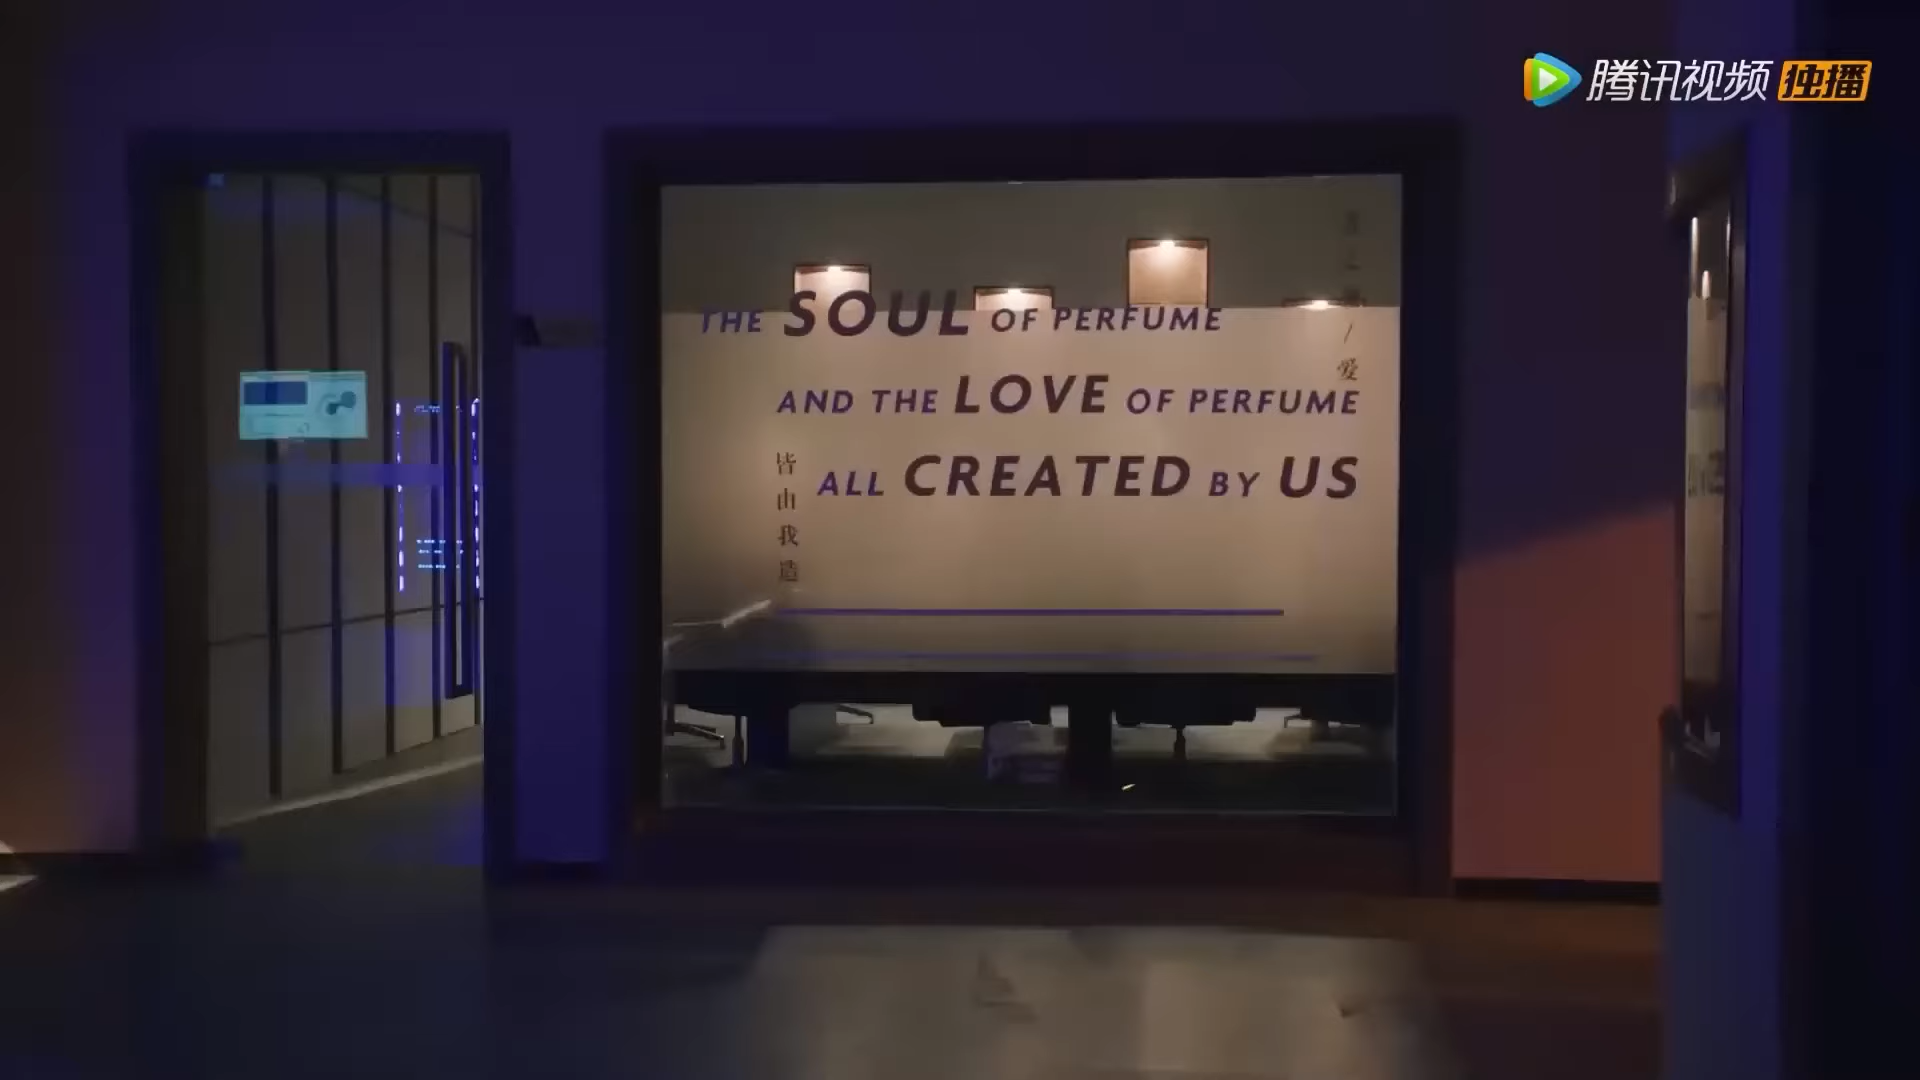 腾讯视频 独播
THE SOUL OF PERFUME
AND THE LOVE OF PERFUME
ALL CREATED BY US
/
爱
皆由我造